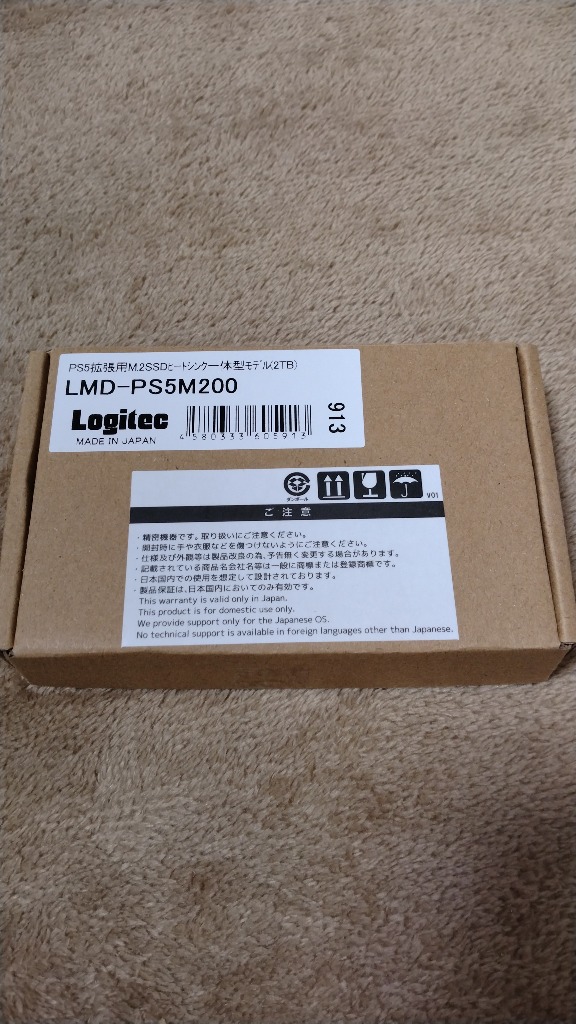 PS5拡張用M.2SSDヒートシンク一体型モデル(2TB)
LMD-PS5M200
Logitec
MADE IN JAPAN
4580333605913
913
ダンボール
V01
ご注意
・精密機器です。取り扱いにご注意ください。
・開封時に手や衣服などを傷つけないようにご注意ください。
・仕様及び外観等は製品改良の為、予告無く変更する場合があります。
・記載されている商品名会社名等は一般に商標または登録商標です。
・日本国内での使用を想定して設計されております。
・製品保証は、日本国内においてのみ有効です。
This warranty is valid only in Japan.
This product is for domestic use only.
We provide support only for the Japanese OS.
No technical support is available in foreign languages other than Japanese.